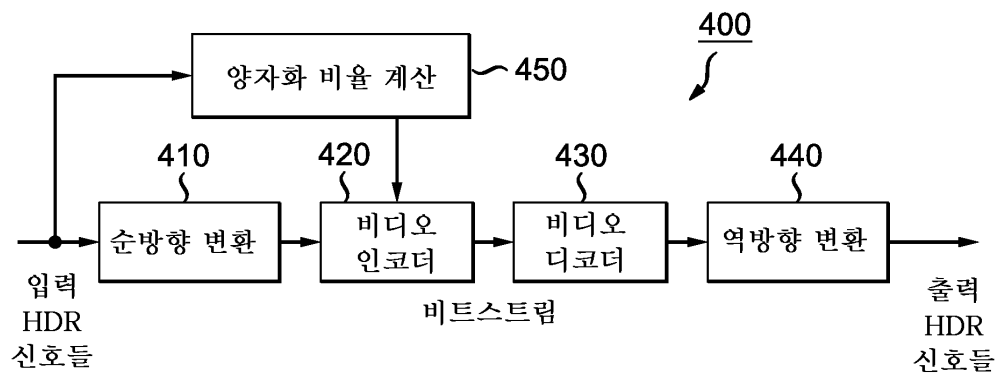 400
양자화 비율 계산
450
410
420
430
440
순방향 변환
비디오
인코더
비디오
디코더
역방향 변환
입력
HDR
신호들
비트스트림
출력
HDR
신호들